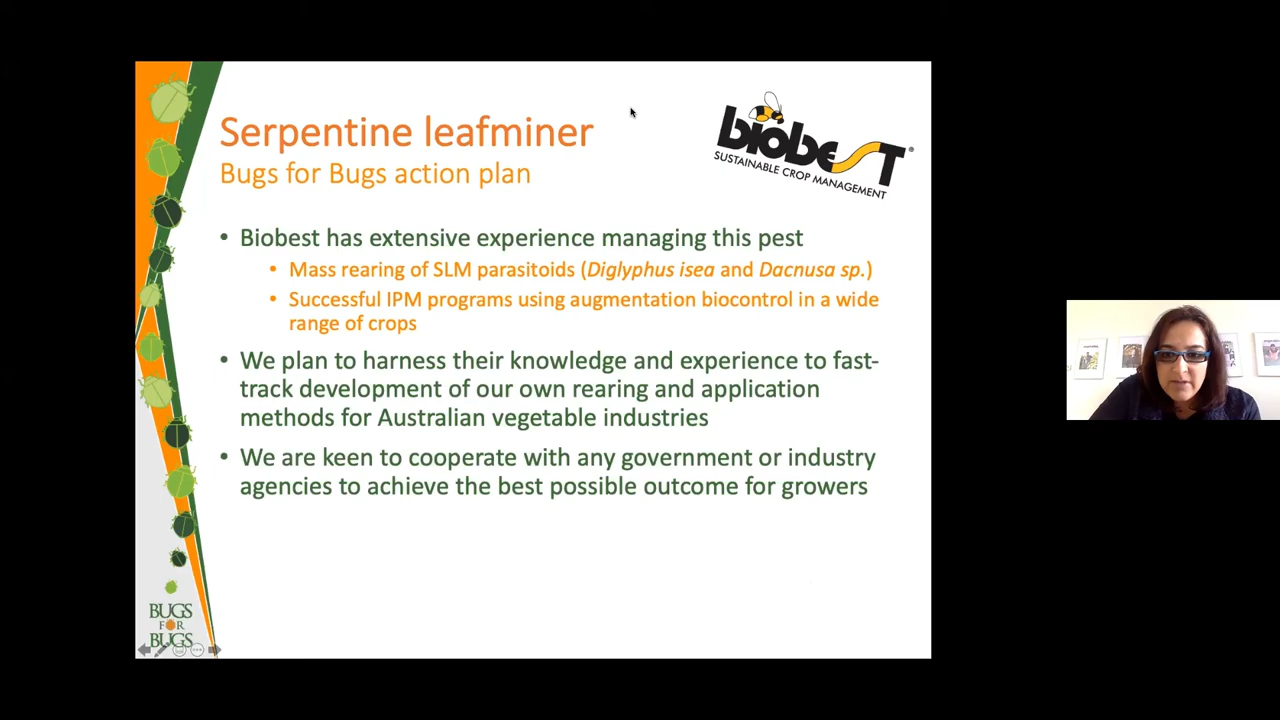 Serpentine leafminer
Bugs for Bugs action plan
biobest®
SUSTAINABLE CROP MANAGEMENT
• Biobest has extensive experience managing this pest
• Mass rearing of SLM parasitoids (Diglyphus isea and Dacnusa sp.)
• Successful IPM programs using augmentation biocontrol in a wide
range of crops
• We plan to harness their knowledge and experience to fast-
track development of our own rearing and application
methods for Australian vegetable industries
• We are keen to cooperate with any government or industry
agencies to achieve the best possible outcome for growers
BUGS
FOR
BUGS